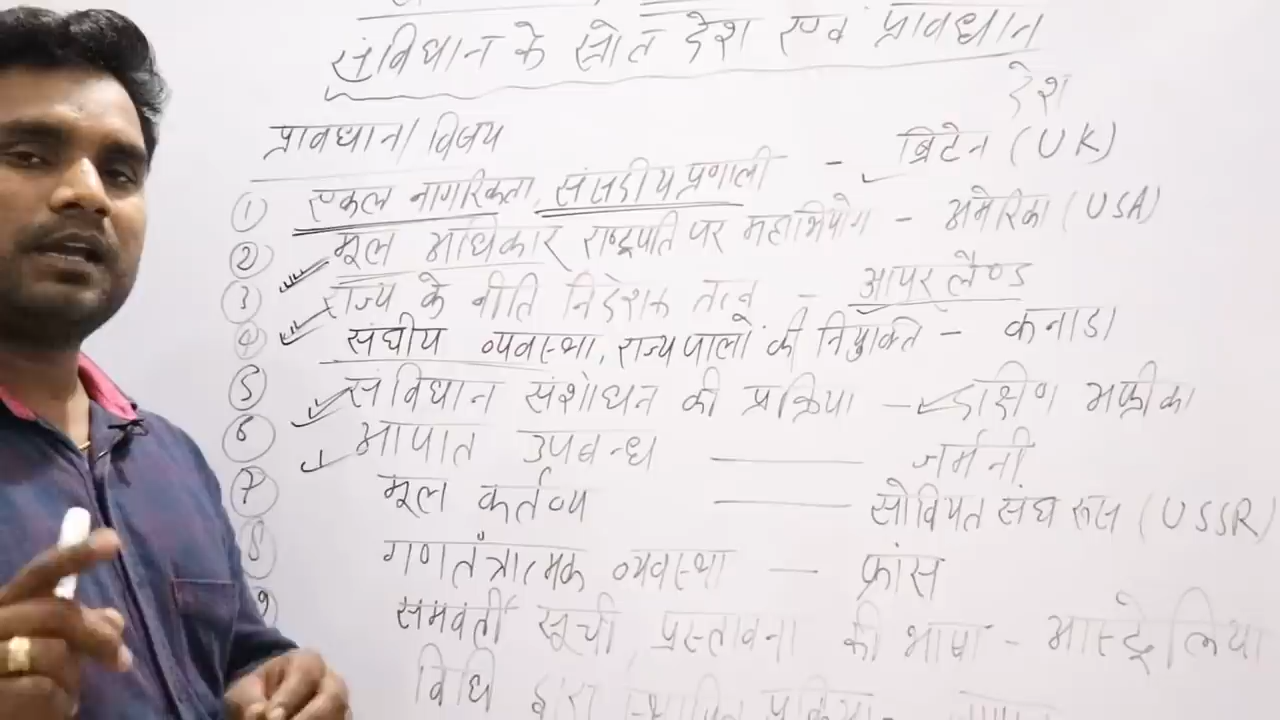 संविधान के स्रोत देश एवं प्रावधान
देश
प्रावधान/विषय
① एकल नागरिकता, संसदीय प्रणाली - ब्रिटेन (UK)
② मूल अधिकार राष्ट्रपति पर महाभियोग - अमेरिका (USA)
③ राज्य के नीति निदेशक तत्व - आयरलैण्ड
④ संघीय व्यवस्था, राज्यपालों की नियुक्ति - कनाडा
⑤ संविधान संशोधन की प्रक्रिया - दक्षिण अफ्रीका
⑥ आपात उपबन्ध - जर्मनी
⑦ मूल कर्तव्य - सोवियत संघ रूस (USSR)
⑧ गणतंत्रात्मक व्यवस्था - फ्रांस
⑨ समवर्ती सूची, प्रस्तावना की भाषा - आस्ट्रेलिया
विधि द्वारा स्थापित प्रक्रिया -